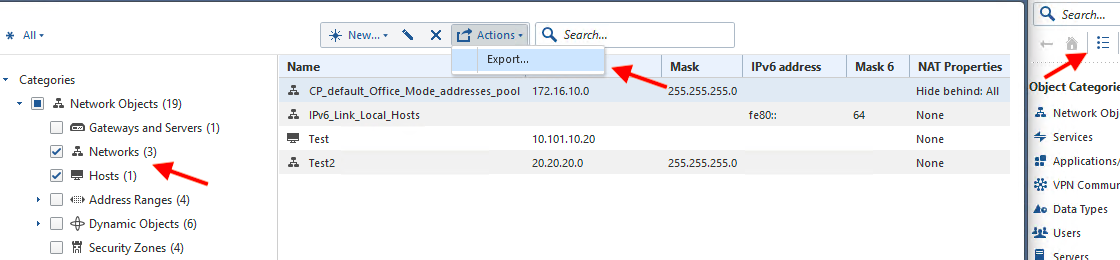 All
New...
Actions
Search...
Export...
Search...
Categories
Network Objects (19)
Gateways and Servers (1)
Networks (3)
Hosts (1)
Address Ranges (4)
Dynamic Objects (6)
Security Zones (4)
Name Mask IPv6 address Mask 6 NAT Properties
CP_default_Office_Mode_addresses_pool 172.16.10.0 255.255.255.0 Hide behind: All
IPv6_Link_Local_Hosts fe80:: 64 None
Test 10.101.10.20 None
Test2 20.20.20.0 255.255.255.0 None
Object Categorie
Network Obj
Services
Applications/
VPN Commu
Data Types
Users
Servers